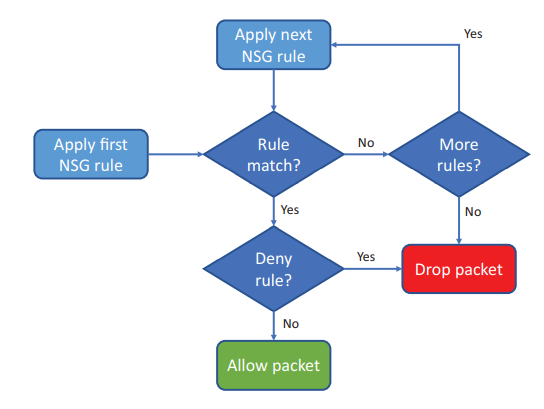 Apply next
NSG rule
Yes
Apply first
NSG rule
Rule
match?
No
More
rules?
Yes
No
Deny
rule?
Yes
Drop packet
No
Allow packet